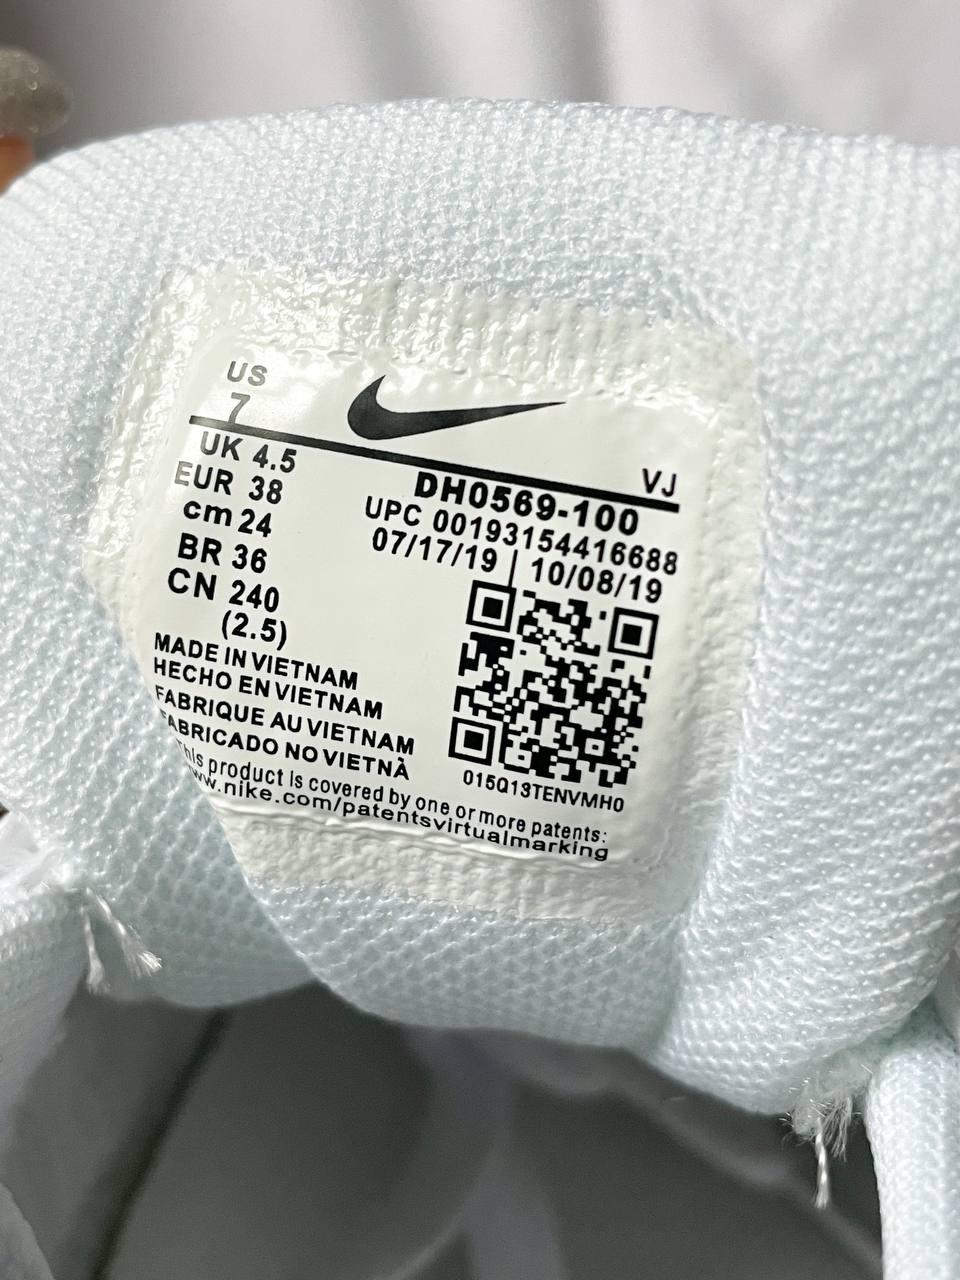 US
7
VJ
UK 4.5
EUR 38
cm 24
BR 36
CN 240
(2.5)
DH0569-100
UPC 00193154416688
07/17/19 | 10/08/19
MADE IN VIETNAM
HECHO EN VIETNAM
FABRIQUE AU VIETNAM
FABRICADO NO VIETNÀ
015Q13TENVMH0
This product is covered by one or more patents:
www.nike.com/patentsvirtualmarking